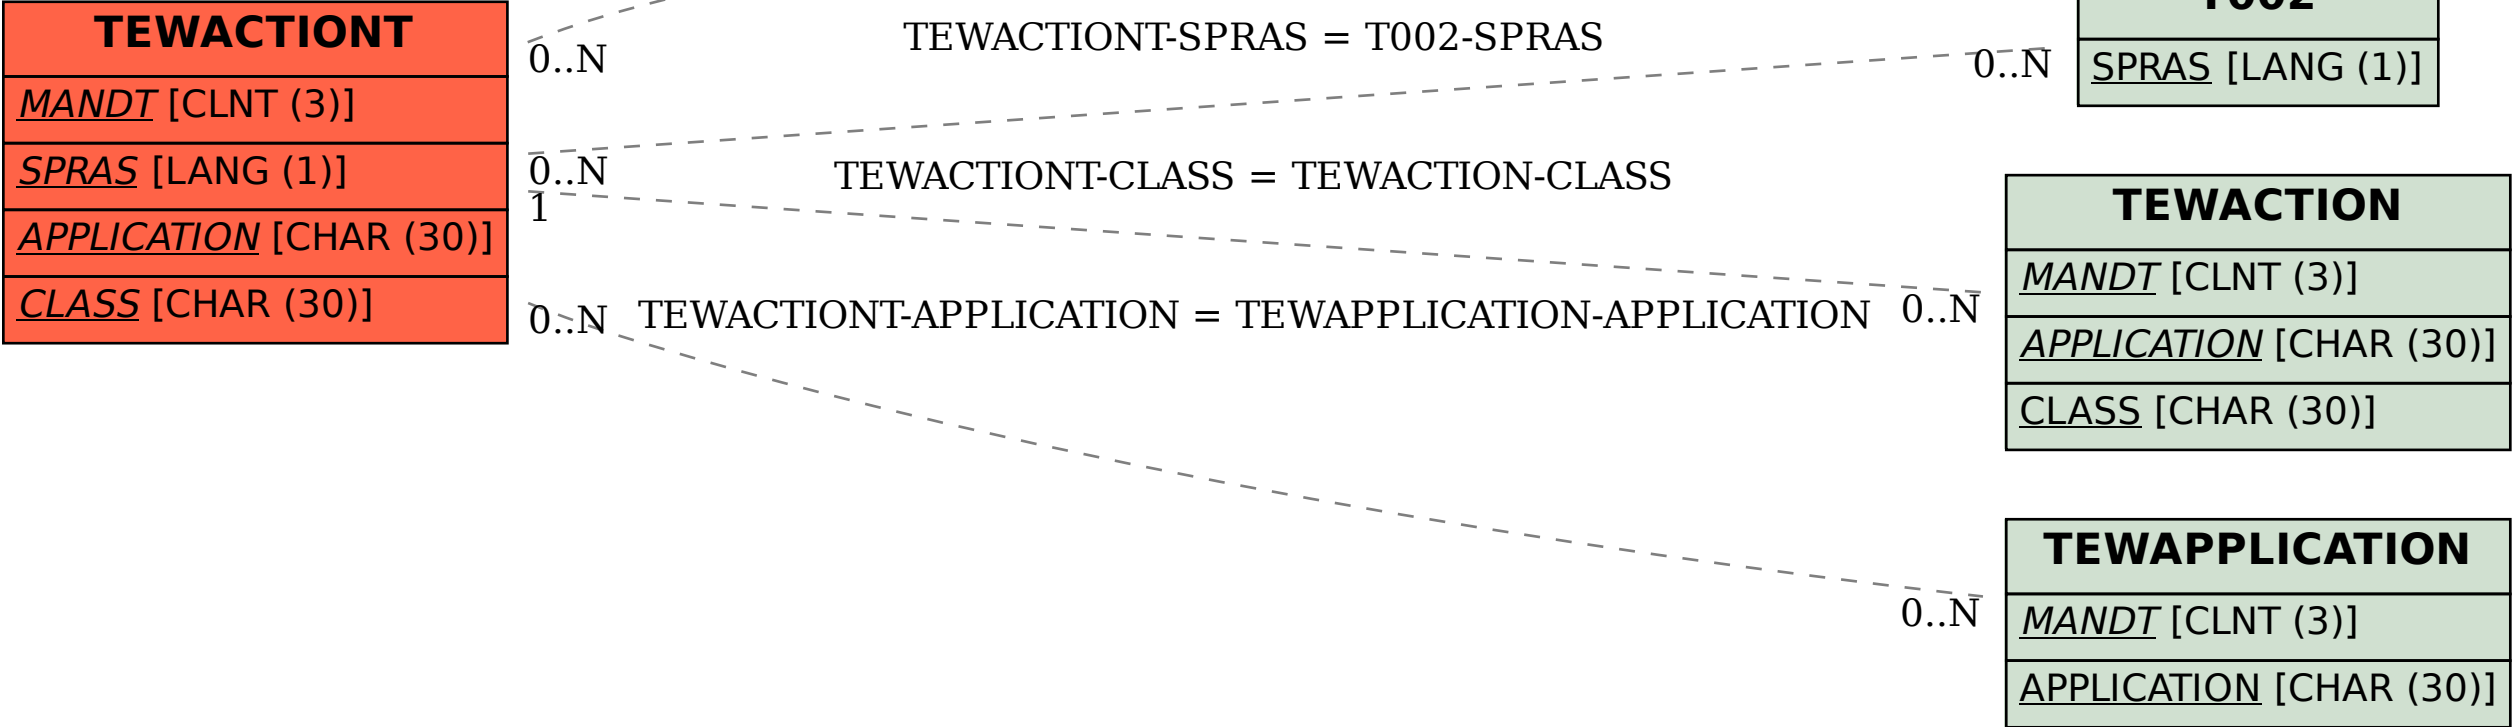 TEWACTIONT
MANDT [CLNT (3)]
SPRAS [LANG (1)]
APPLICATION [CHAR (30)]
CLASS [CHAR (30)]
0..N
0..N
1
0..N
TEWACTIONT-SPRAS = T002-SPRAS
TEWACTIONT-CLASS = TEWACTION-CLASS
TEWACTIONT-APPLICATION = TEWAPPLICATION-APPLICATION
0..N
0..N
0..N
T002
SPRAS [LANG (1)]
TEWACTION
MANDT [CLNT (3)]
APPLICATION [CHAR (30)]
CLASS [CHAR (30)]
TEWAPPLICATION
MANDT [CLNT (3)]
APPLICATION [CHAR (30)]